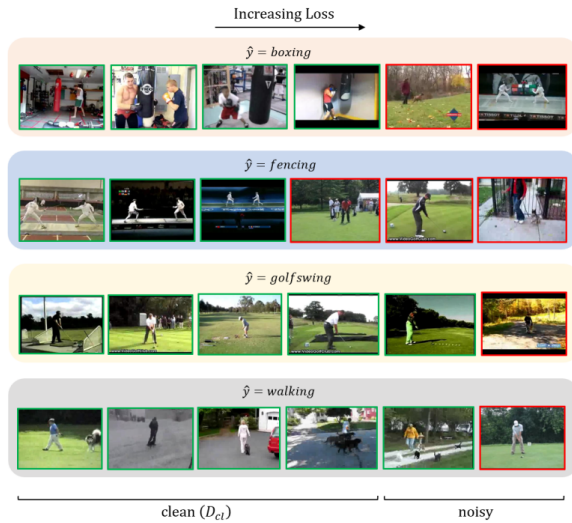 Increasing Loss
ŷ = boxing
ŷ = fencing
ŷ = golfswing
ŷ = walking
clean (D_cl)
noisy